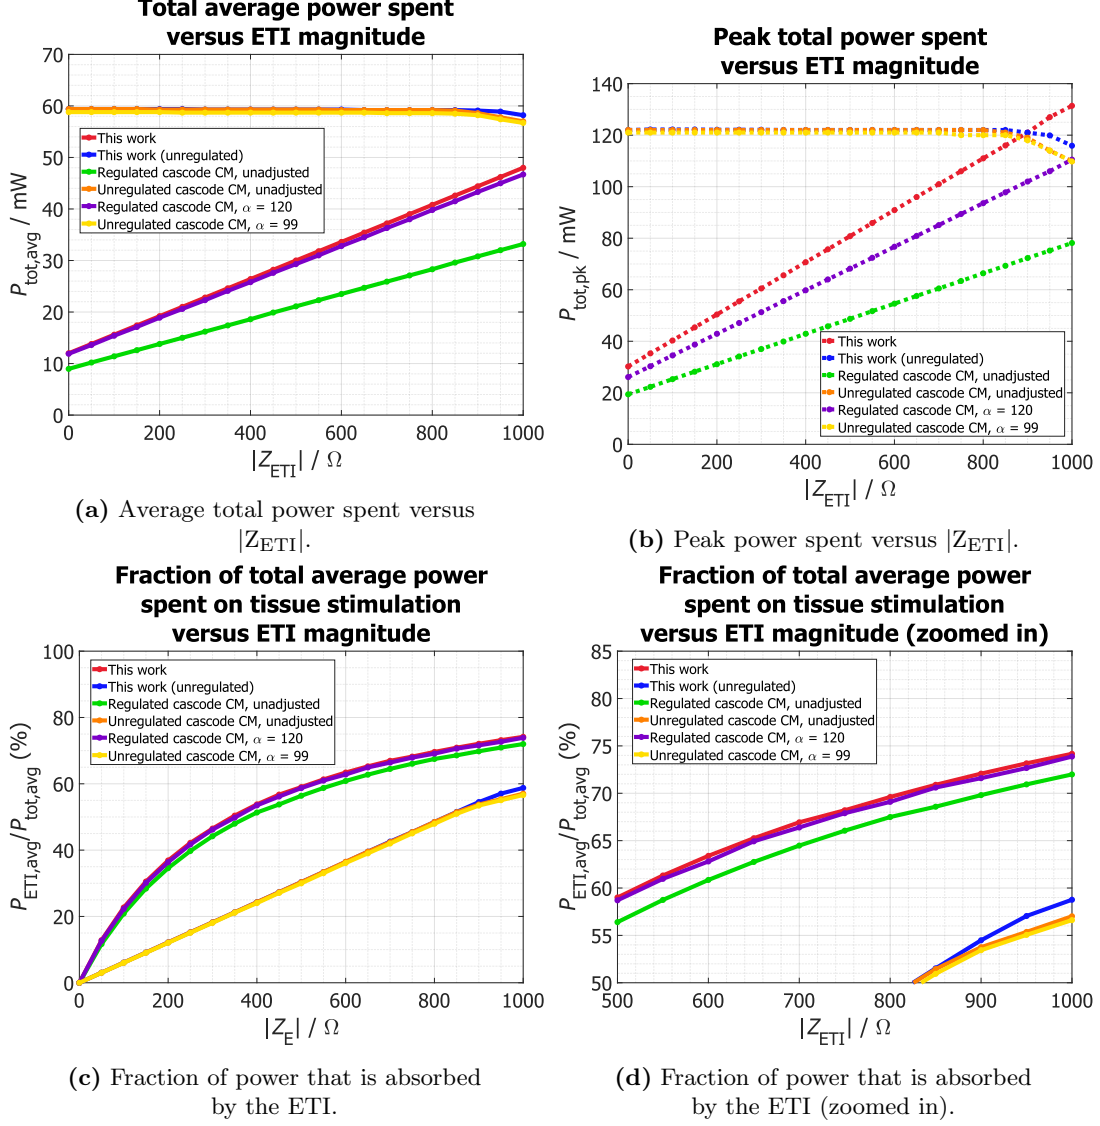 Total average power spent
versus ETI magnitude
70
60
50
40
30
20
10
0
P_tot,avg / mW
This work
This work (unregulated)
Regulated cascode CM, unadjusted
Unregulated cascode CM, unadjusted
Regulated cascode CM, α = 120
Unregulated cascode CM, α = 99
0 200 400 600 800 1000
|Z_ETI| / Ω
(a) Average total power spent versus
|Z_ETI|.
Peak total power spent
versus ETI magnitude
140
120
100
80
60
40
20
0
P_tot,pk / mW
This work
This work (unregulated)
Regulated cascode CM, unadjusted
Unregulated cascode CM, unadjusted
Regulated cascode CM, α = 120
Unregulated cascode CM, α = 99
0 200 400 600 800 1000
|Z_ETI| / Ω
(b) Peak power spent versus |Z_ETI|.
Fraction of total average power
spent on tissue stimulation
versus ETI magnitude
100
80
60
40
20
0
P_ETI,avg/P_tot,avg (%)
This work
This work (unregulated)
Regulated cascode CM, unadjusted
Unregulated cascode CM, unadjusted
Regulated cascode CM, α = 120
Unregulated cascode CM, α = 99
0 200 400 600 800 1000
|Z_E| / Ω
(c) Fraction of power that is absorbed
by the ETI.
Fraction of total average power
spent on tissue stimulation
versus ETI magnitude (zoomed in)
85
80
75
70
65
60
55
50
P_ETI,avg/P_tot,avg (%)
This work
This work (unregulated)
Regulated cascode CM, unadjusted
Unregulated cascode CM, unadjusted
Regulated cascode CM, α = 120
Unregulated cascode CM, α = 99
500 600 700 800 900 1000
|Z_ETI| / Ω
(d) Fraction of power that is absorbed
by the ETI (zoomed in).